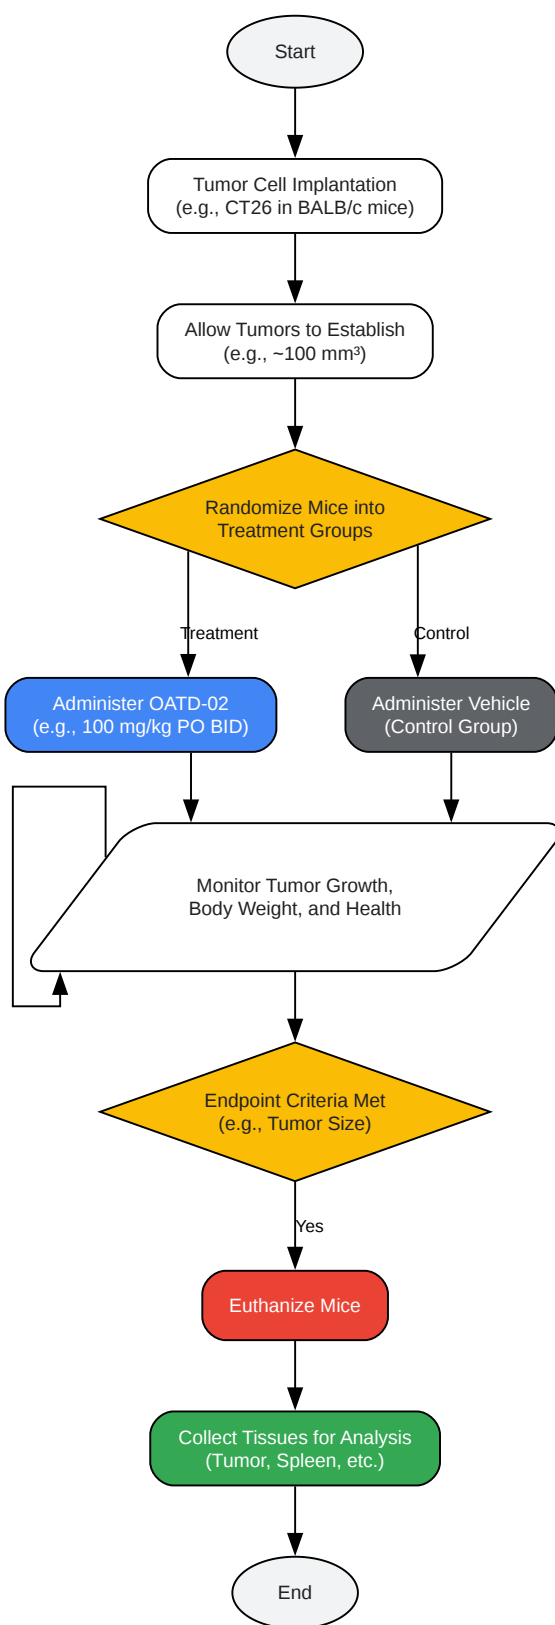 Start
Tumor Cell Implantation
(e.g., CT26 in BALB/c mice)
Allow Tumors to Establish
(e.g., ~100 mm³)
Randomize Mice into
Treatment Groups
Treatment
Control
Administer OATD-02
(e.g., 100 mg/kg PO BID)
Administer Vehicle
(Control Group)
Monitor Tumor Growth,
Body Weight, and Health
Endpoint Criteria Met
(e.g., Tumor Size)
Yes
Euthanize Mice
Collect Tissues for Analysis
(Tumor, Spleen, etc.)
End